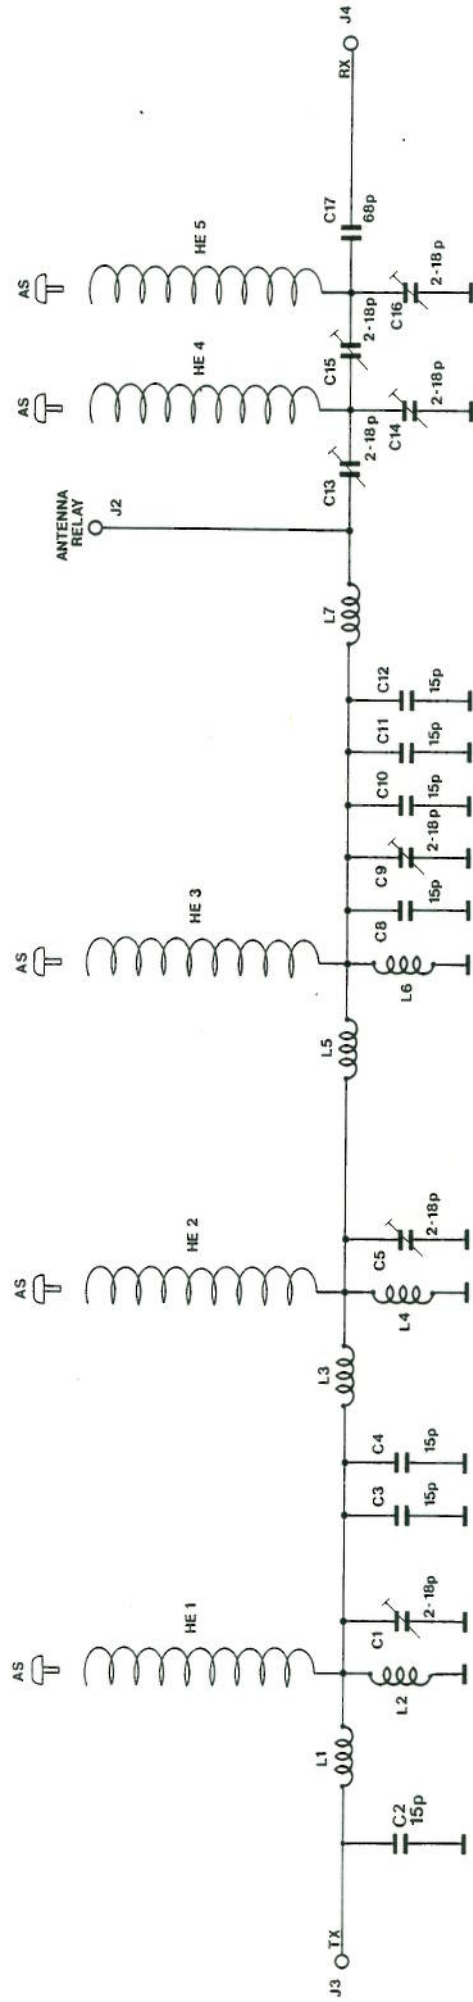 J3
TX
C2
15p
L1
AS
HE 1
L2
C1
2-18p
C3
15p
C4
15p
L3
AS
HE 2
L4
C5
2-18p
L5
AS
HE 3
L6
C8
15p
C9
2-18p
C10
15p
C11
15p
C12
15p
L7
ANTENNA
RELAY
J2
C13
2-18p
AS
HE 4
C14
2-18p
C15
2-18p
AS
HE 5
C16
2-18p
C17
68p
RX
J4